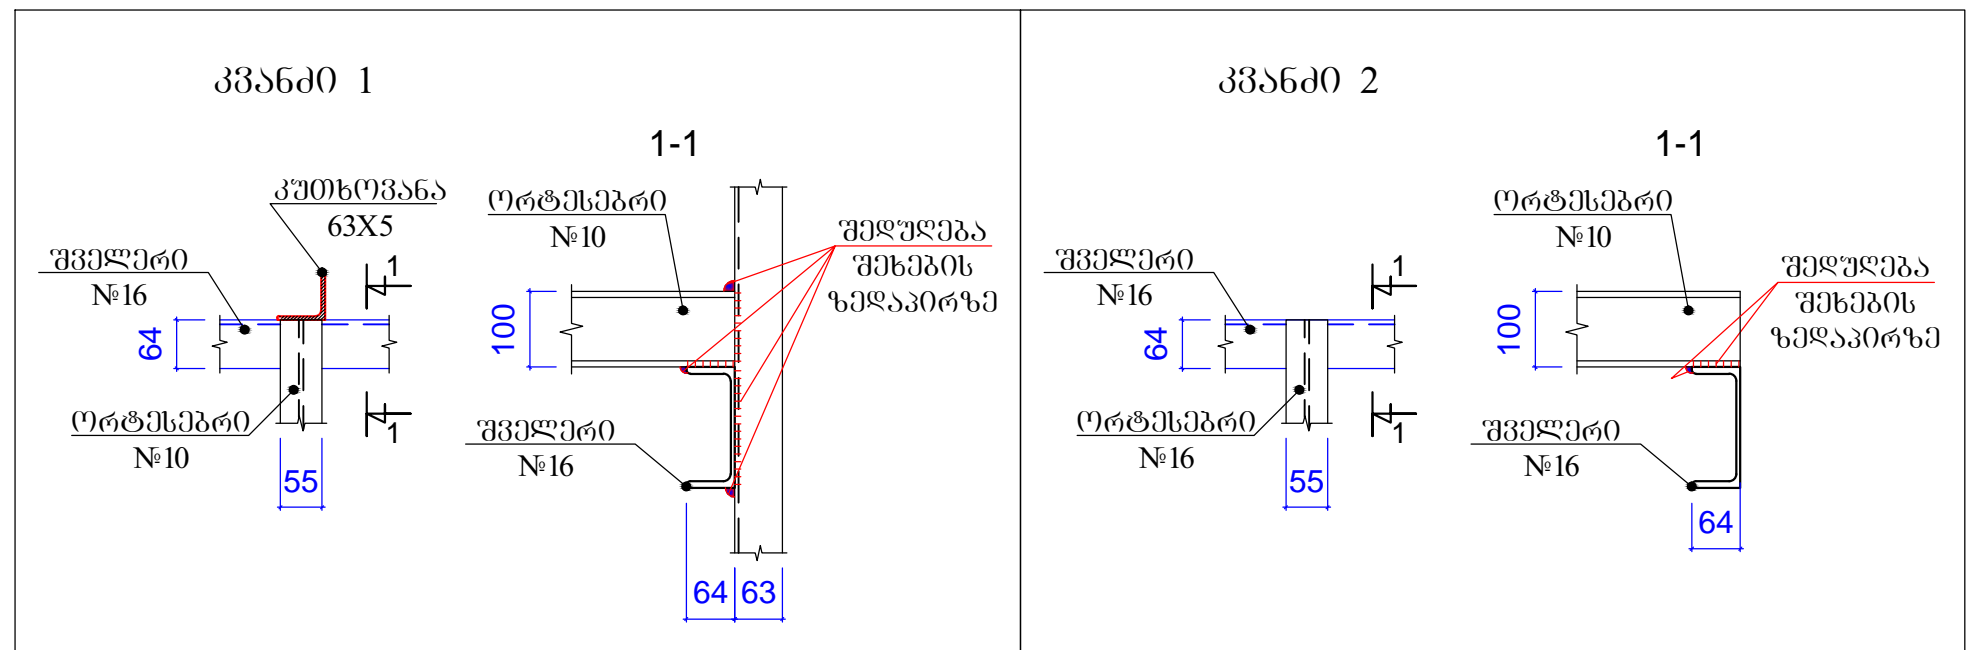 კვანძი 1
1-1
კუთხოვანა
63X5
შველერი
№16
1
1
64
ორტესებრი
№10
55
ორტესებრი
№10
100
შედუღება
შეხების
ზედაპირზე
შველერი
№16
64
63
კვანძი 2
1-1
შველერი
№16
1
1
64
ორტესებრი
№16
55
ორტესებრი
№10
100
შედუღება
შეხების
ზედაპირზე
შველერი
№16
64